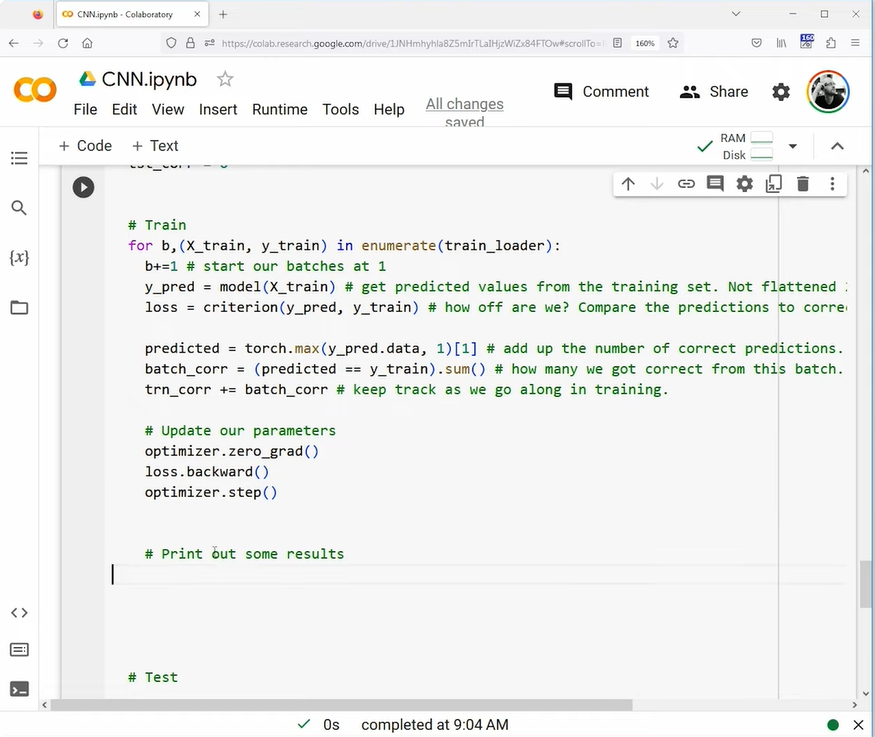 CNN.ipynb - Colaboratory
https://colab.research.google.com/drive/1JNHmhyhla8Z5mIrTLaIHjzWiZx84FTOw#scrollTo=
160%
160
CNN.ipynb
File Edit View Insert Runtime Tools Help All changes saved
Comment Share
+ Code + Text
RAM
Disk
# Train
for b,(X_train, y_train) in enumerate(train_loader):
b+=1 # start our batches at 1
y_pred = model(X_train) # get predicted values from the training set. Not flattened
loss = criterion(y_pred, y_train) # how off are we? Compare the predictions to corre
predicted = torch.max(y_pred.data, 1)[1] # add up the number of correct predictions.
batch_corr = (predicted == y_train).sum() # how many we got correct from this batch.
trn_corr += batch_corr # keep track as we go along in training.
# Update our parameters
optimizer.zero_grad()
loss.backward()
optimizer.step()
# Print out some results
# Test
0s completed at 9:04 AM